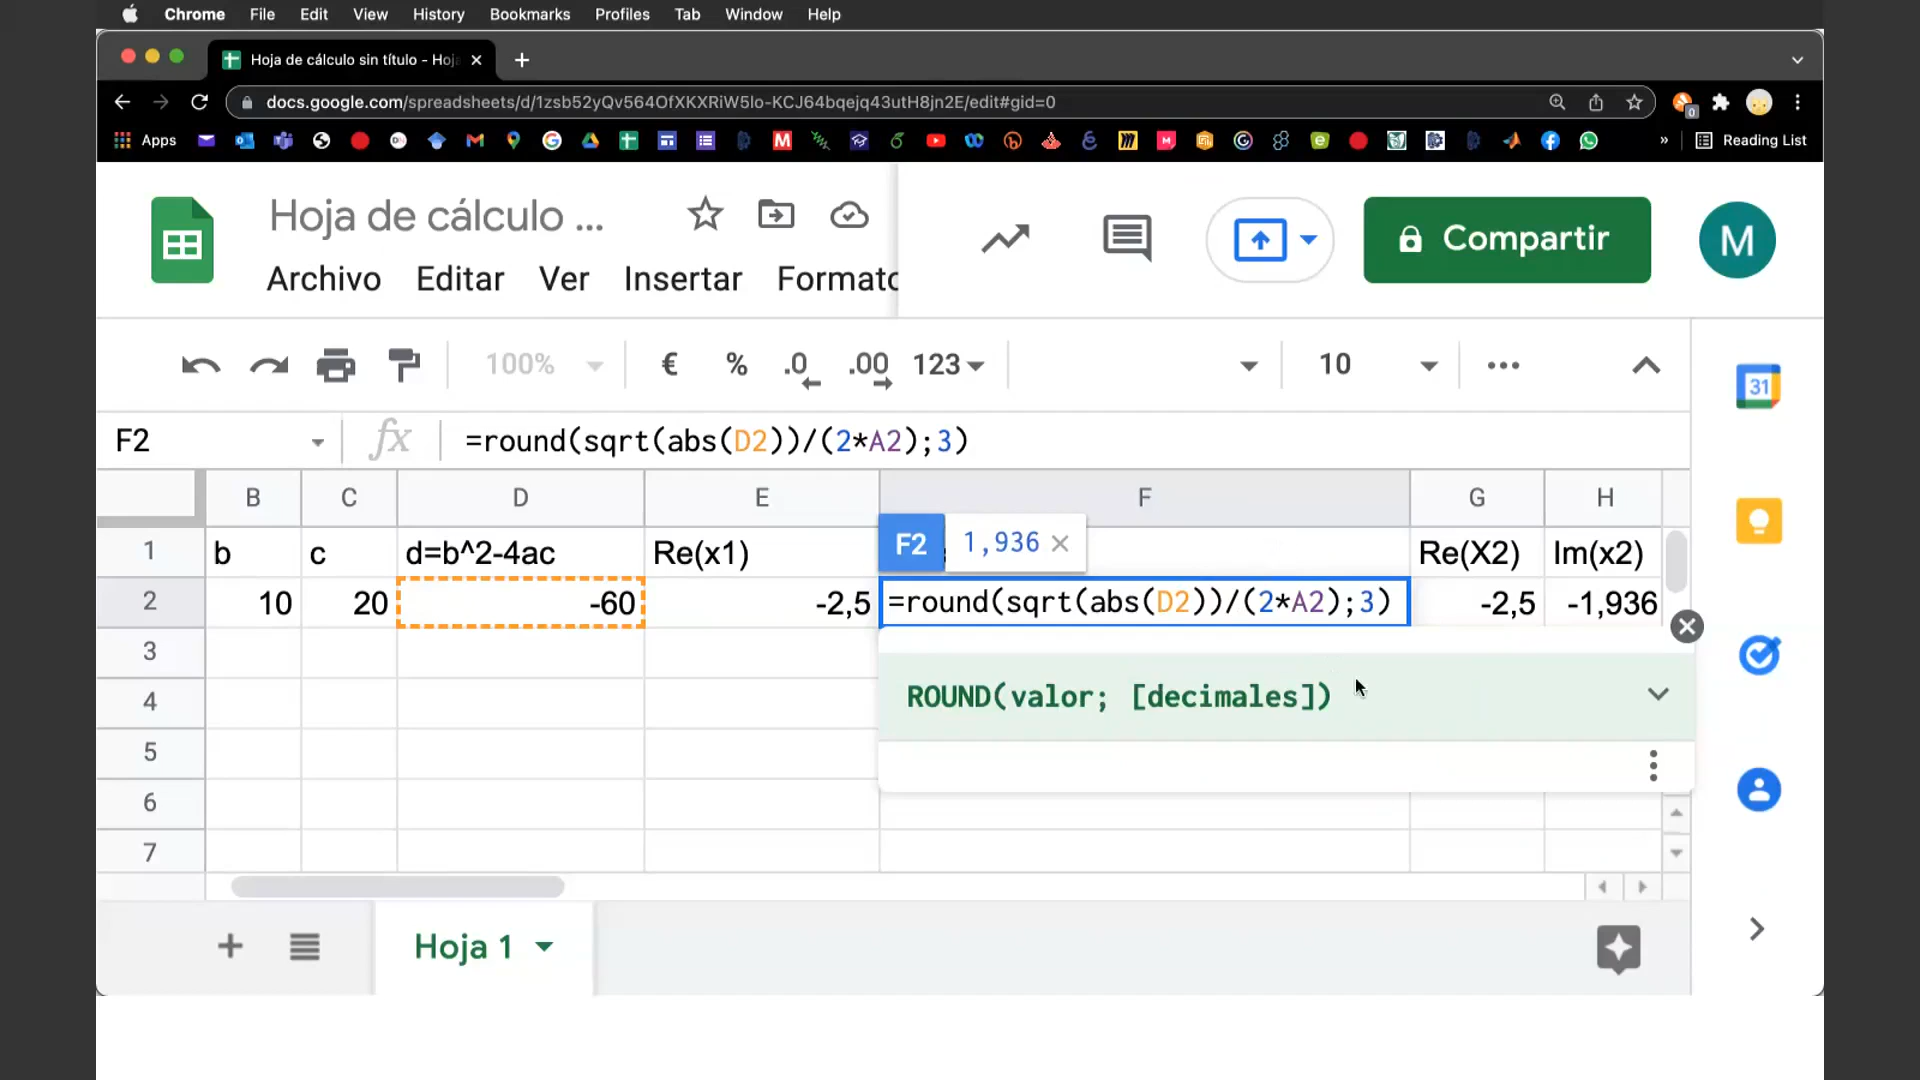 Chrome File Edit View History Bookmarks Profiles Tab Window Help
Hoja de cálculo sin título - Hoj
docs.google.com/spreadsheets/d/1zsb52yQv564OfXKXRiW5lo-KCJ64bqejq43utH8jn2E/edit#gid=0
0
Apps
» Reading List
Hoja de cálculo ...
Compartir
M
Archivo Editar Ver Insertar Formato
100% € % .0 .00 123 10
31
F2 fx =round(sqrt(abs(D2))/(2*A2);3)
B C D E F G H
F2 1,936 ×
1 b c d=b^2-4ac Re(x1) Re(X2) Im(x2)
2 10 20 -60 -2,5 =round(sqrt(abs(D2))/(2*A2);3) -2,5 -1,936
3
ROUND(valor; [decimales])
4
5
6
7
+ Hoja 1